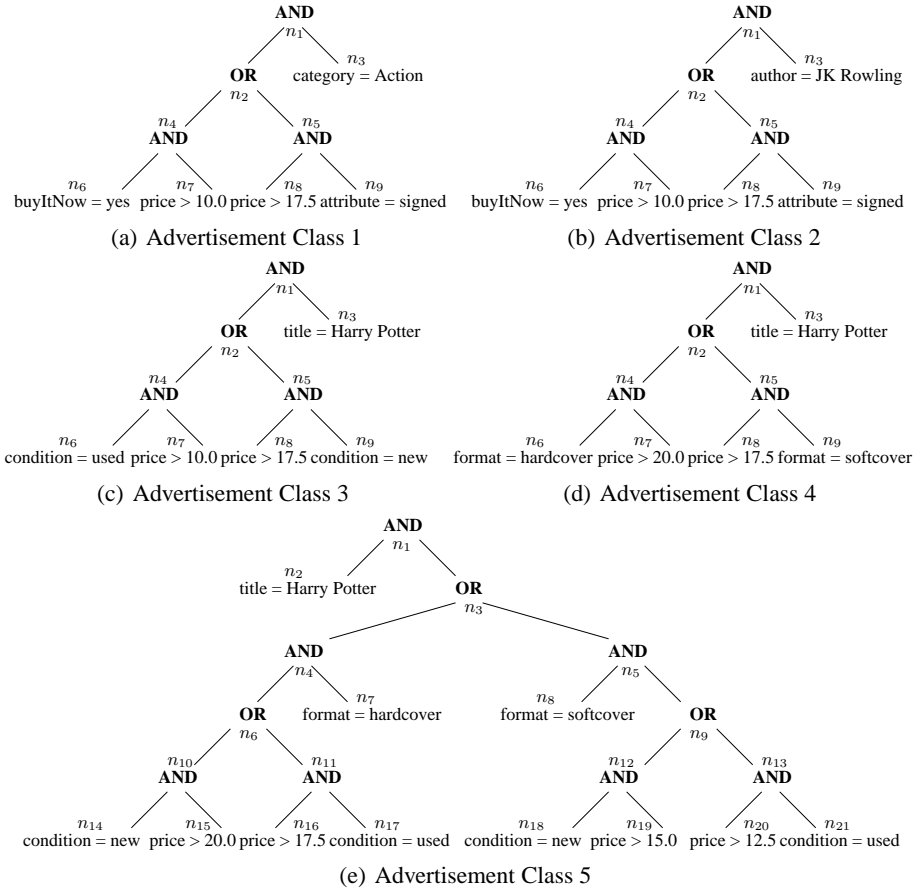 AND AND
n1 n1
n3 n3
OR category = Action OR author = JK Rowling
n2 n2
n4 n5 n4 n5
AND AND AND AND
n6 n7 n8 n9 n6 n7 n8 n9
buyItNow = yes price > 10.0 price > 17.5 attribute = signed buyItNow = yes price > 10.0 price > 17.5 attribute = signed
(a) Advertisement Class 1 (b) Advertisement Class 2
AND AND
n1 n1
n3 n3
OR title = Harry Potter OR title = Harry Potter
n2 n2
n4 n5 n4 n5
AND AND AND AND
n6 n7 n8 n9 n6 n7 n8 n9
condition = used price > 10.0 price > 17.5 condition = new format = hardcover price > 20.0 price > 17.5 format = softcover
(c) Advertisement Class 3 (d) Advertisement Class 4
AND
n1
n2
title = Harry Potter OR
n3
AND AND
n4 n5
n7 n8
OR format = hardcover format = softcover OR
n6 n9
n10 n11 n12 n13
AND AND AND AND
n14 n15 n16 n17 n18 n19 n20 n21
condition = new price > 20.0 price > 17.5 condition = used condition = new price > 15.0 price > 12.5 condition = used
(e) Advertisement Class 5